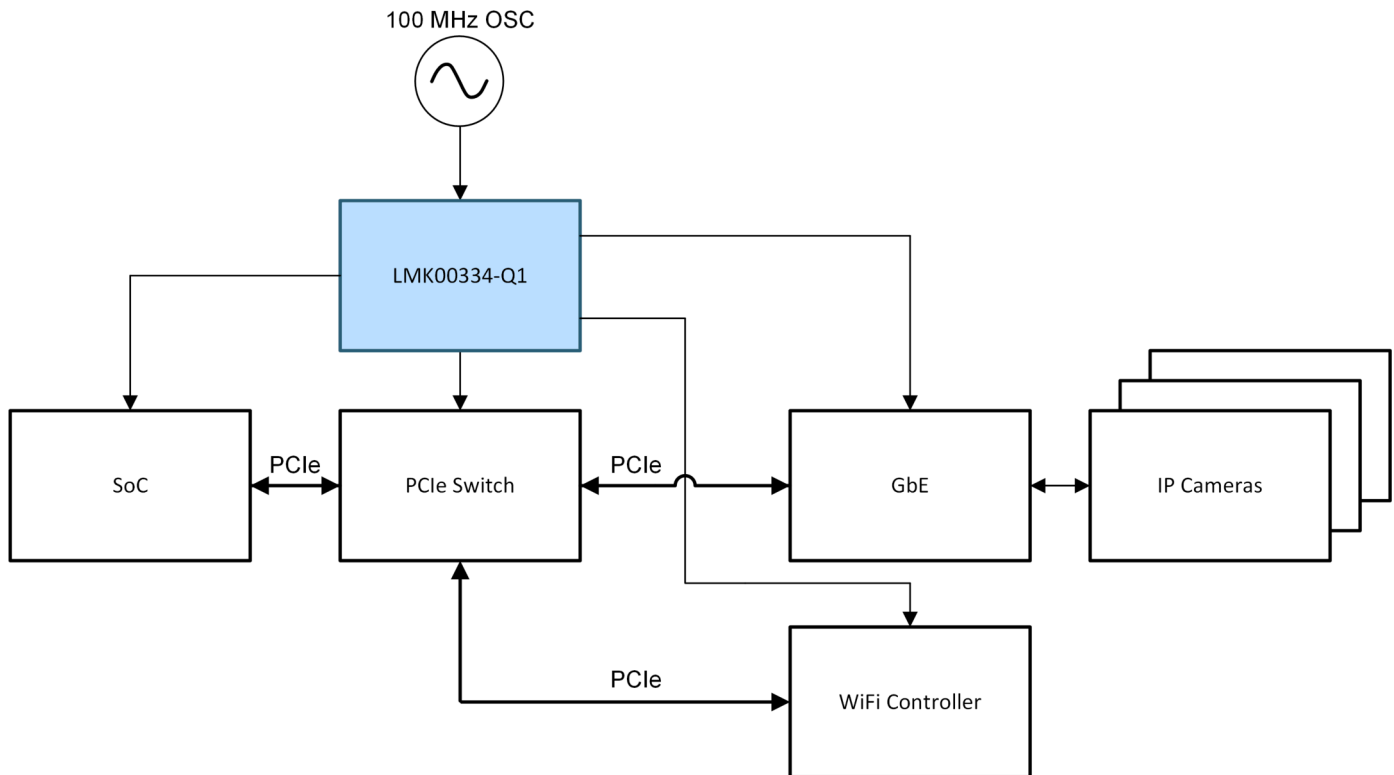 100 MHz OSC
LMK00334-Q1
SoC
PCIe
PCIe Switch
PCIe
GbE
IP Cameras
PCIe
WiFi Controller